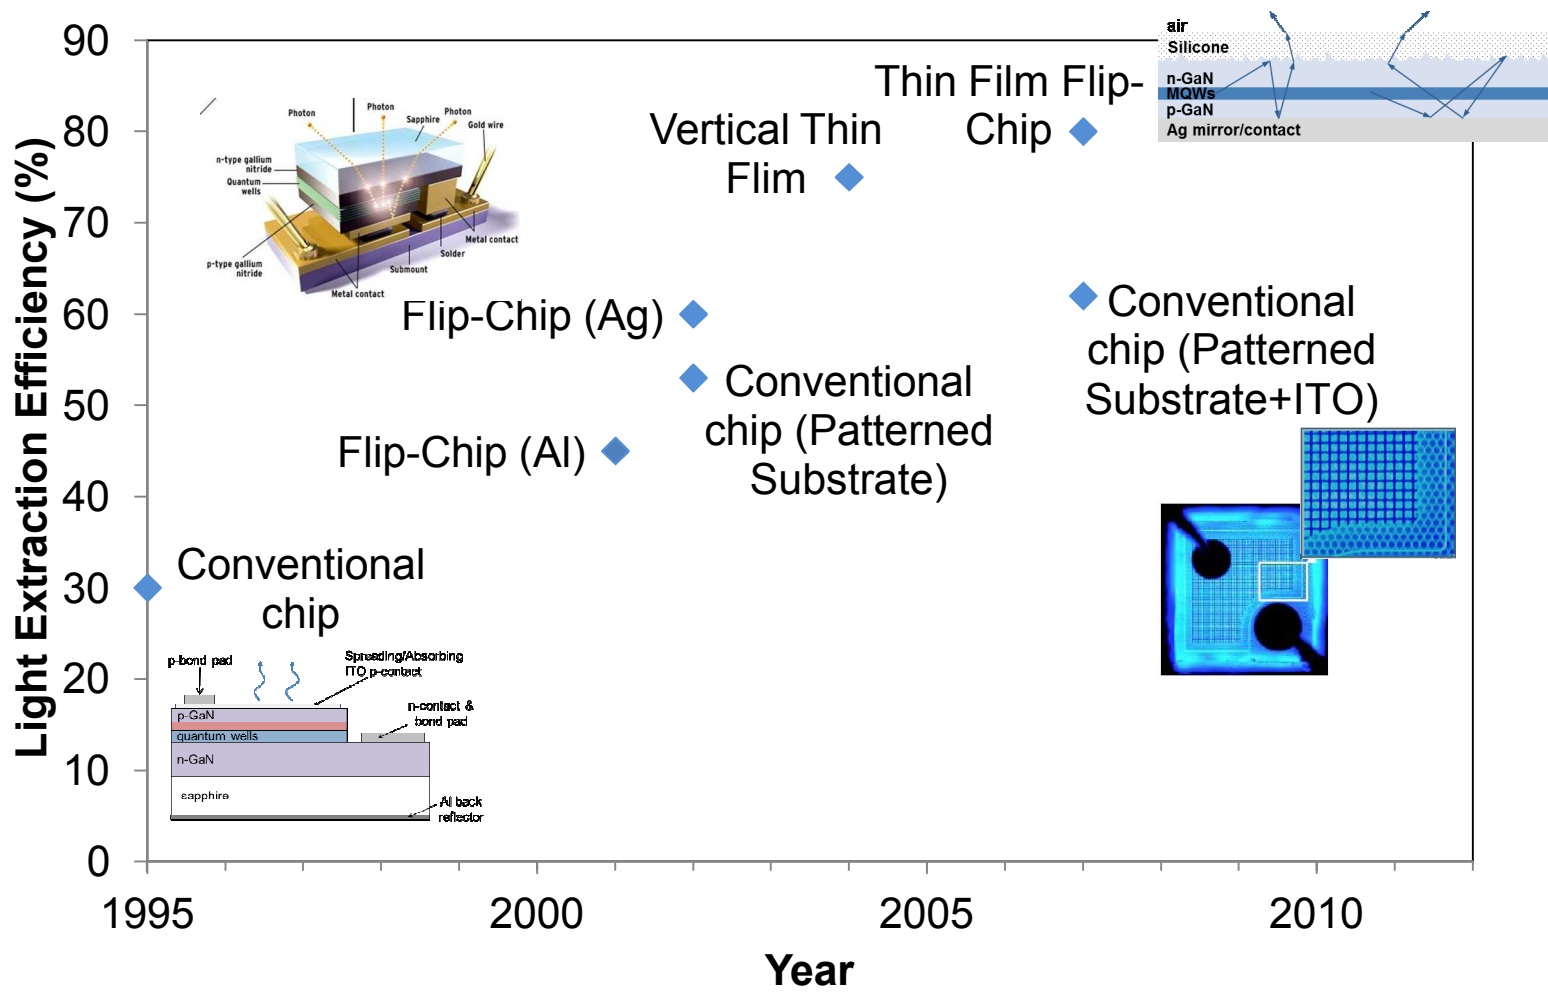 90
80
70
60
50
40
30
20
10
0
Light Extraction Efficiency (%)
1995
2000
2005
2010
Year
Photon
Photon
Photon
Sapphire
Gold wire
n-type gallium
nitride
Quantum
wells
p-type gallium
nitride
Metal contact
Submount
Solder
Metal contact
Flip-Chip (Ag)
Flip-Chip (Al)
Conventional
chip
Vertical Thin
Flim
Thin Film Flip-
Chip
Conventional
chip (Patterned
Substrate)
Conventional
chip (Patterned
Substrate+ITO)
air
Silicone
n-GaN
MQWs
p-GaN
Ag mirror/contact
p-bond pad
Spreading/Absorbing
ITO p-contact
n-contact &
bond pad
p-GaN
quantum wells
n-GaN
sapphire
Al back
reflector